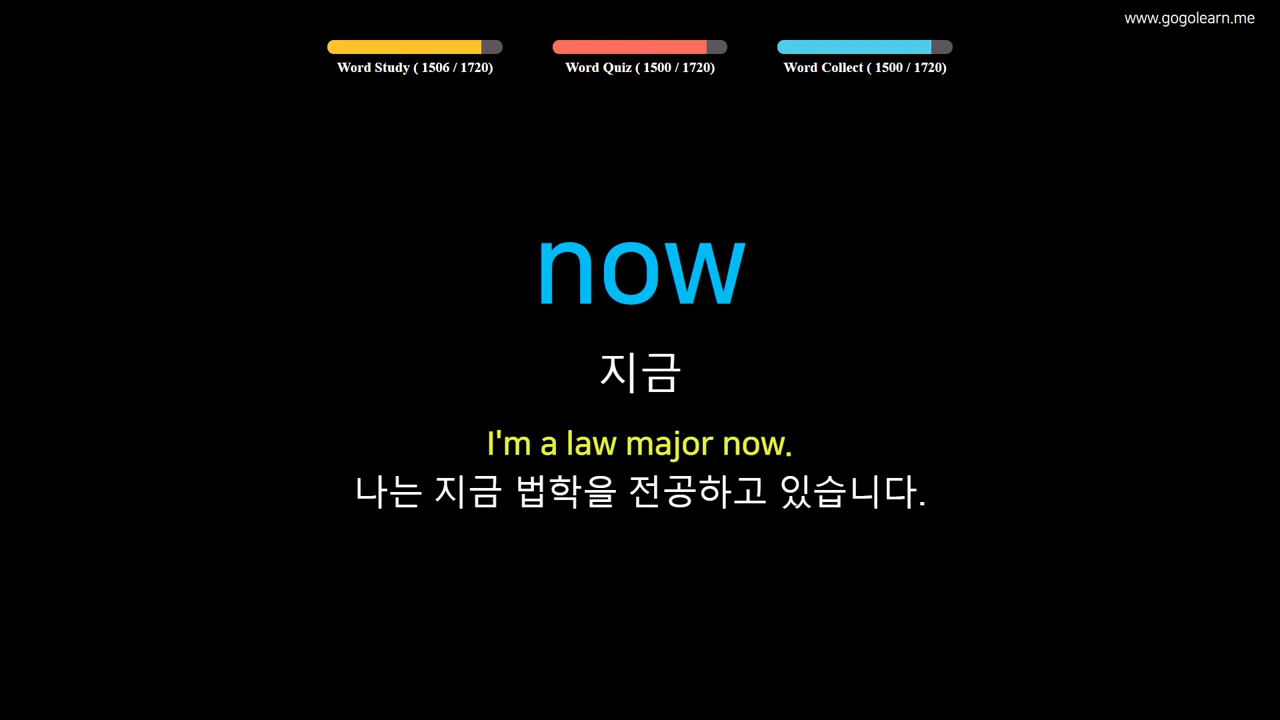 www.gogolearn.me
Word Study ( 1506 / 1720)
Word Quiz ( 1500 / 1720)
Word Collect ( 1500 / 1720)
now
지금
I'm a law major now.
나는 지금 법학을 전공하고 있습니다.